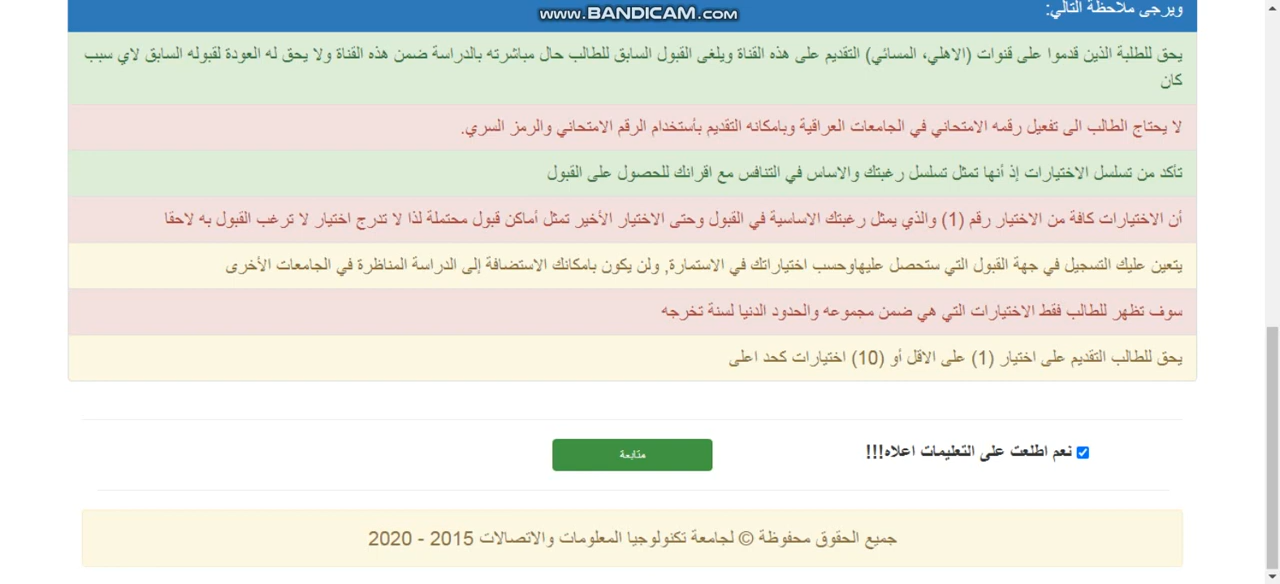 www.BANDICAM.com
ويرجى ملاحظة التالي:
يحق للطلبة الذين قدموا على قنوات (الاهلي، المسائي) التقديم على هذه القناة ويلغى القبول السابق للطالب حال مباشرته بالدراسة ضمن هذه القناة ولا يحق له العودة لقبوله السابق لاي سبب
كان
لا يحتاج الطالب الى تفعيل رقمه الامتحاني في الجامعات العراقية وبامكانه التقديم بأستخدام الرقم الامتحاني والرمز السري.
تأكد من تسلسل الاختيارات إذ أنها تمثل تسلسل رغبتك والاساس في التنافس مع اقرانك للحصول على القبول
أن الاختيارات كافة من الاختيار رقم (1) والذي يمثل رغبتك الاساسية في القبول وحتى الاختيار الأخير تمثل أماكن قبول محتملة لذا لا تدرج اختيار لا ترغب القبول به لاحقا
يتعين عليك التسجيل في جهة القبول التي ستحصل عليهاوحسب اختياراتك في الاستمارة, ولن يكون بامكانك الاستضافة إلى الدراسة المناظرة في الجامعات الأخرى
سوف تظهر للطالب فقط الاختيارات التي هي ضمن مجموعه والحدود الدنيا لسنة تخرجه
يحق للطالب التقديم على اختيار (1) على الاقل أو (10) اختيارات كحد اعلى
نعم اطلعت على التعليمات اعلاه!!!
متابعة
جميع الحقوق محفوظة © لجامعة تكنولوجيا المعلومات والاتصالات 2015 - 2020